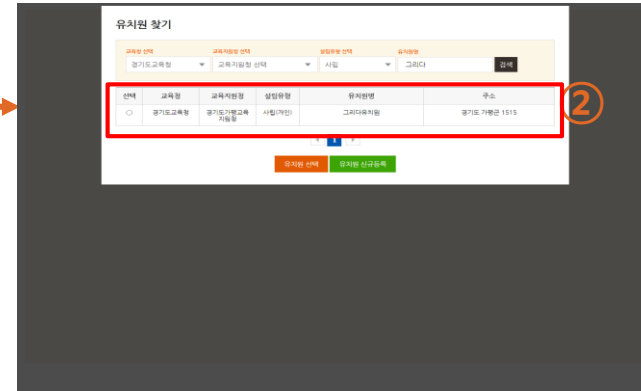 유치원 찾기
교육청 선택 교육지원청 선택 설립유형 선택 유치원명
경기도교육청 교육지원청 선택 사립 그리다 검색
선택 교육청 교육지원청 설립유형 유치원명 주소
경기도교육청 경기도가평교육지원청 사립(개인) 그리다유치원 경기도 가평군 1515
②
< 1 >
유치원 선택 유치원 신규등록